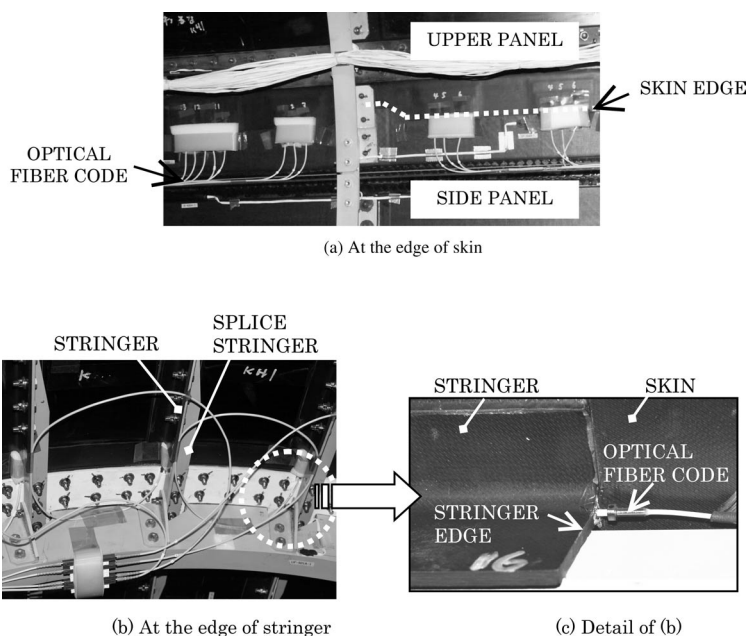 UPPER PANEL
SKIN EDGE
OPTICAL
FIBER CODE
SIDE PANEL
(a) At the edge of skin
STRINGER
SPLICE
STRINGER
KH1
(b) At the edge of stringer
STRINGER
SKIN
OPTICAL
FIBER CODE
STRINGER
EDGE
(c) Detail of (b)